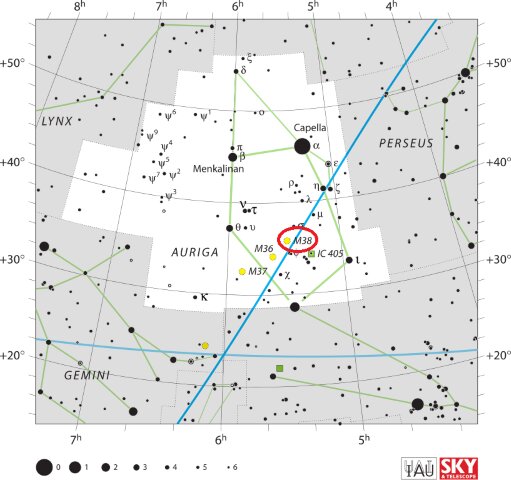 8h 7h 6h 5h 4h 3h
+50° ξ +50°
δ
ψ⁶ ψ¹ ο
LYNX
Capella
ψ⁹ α PERSEUS
ψ⁴ π ε
+40° ψ⁵ β +40°
Menkalinan
ψ⁷ ψ² ρ η ζ
ψ³ λ
ν τ μ
θ υ σ
M38
AURIGA M36 φ IC 405
+30° M37 χ ι +30°
κ
+20° +20°
GEMINI
7h 6h 5h
0 1 2 3 4 5 6
IAU SKY
& TELESCOPE